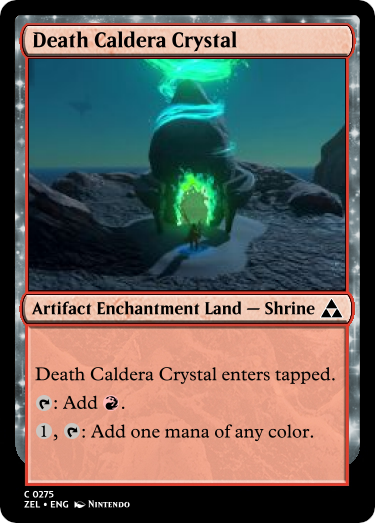 Death Caldera Crystal
Artifact Enchantment Land — Shrine
Death Caldera Crystal enters tapped.
: Add .
1, : Add one mana of any color.
C 0275
ZEL • ENG Nintendo